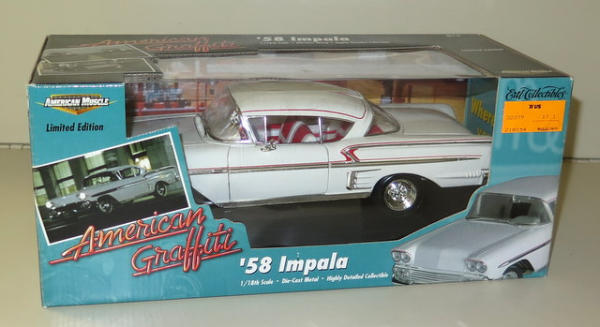 American Graffiti
'58 Impala
AMERICAN MUSCLE
Limited Edition
Ertl Collectibles
Where
American
Graffiti
'58 Impala
1/18th Scale - Die-Cast Metal - Highly Detailed Collectible